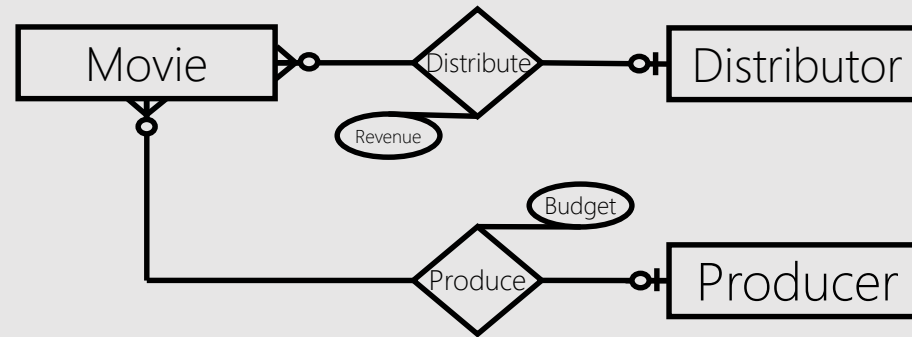 Movie
Distribute
Distributor
Revenue
Budget
Produce
Producer